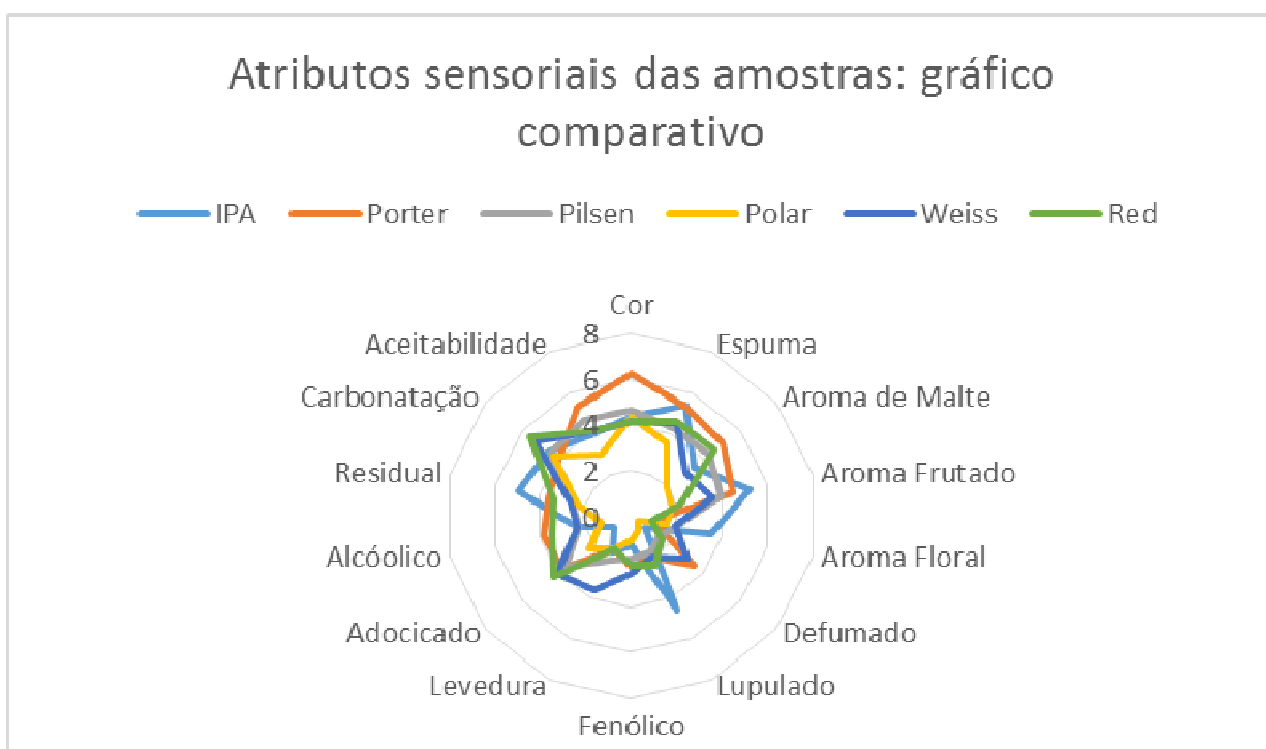 Atributos sensoriais das amostras: gráfico
comparativo
IPA Porter Pilsen Polar Weiss Red
Cor
8
Aceitabilidade Espuma
6
Carbonatação Aroma de Malte
4
2
Residual Aroma Frutado
0
Alcóolico Aroma Floral
Adocicado Defumado
Levedura Lupulado
Fenólico